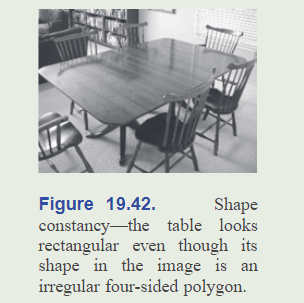 Figure 19.42. Shape
constancy—the table looks
rectangular even though its
shape in the image is an
irregular four-sided polygon.